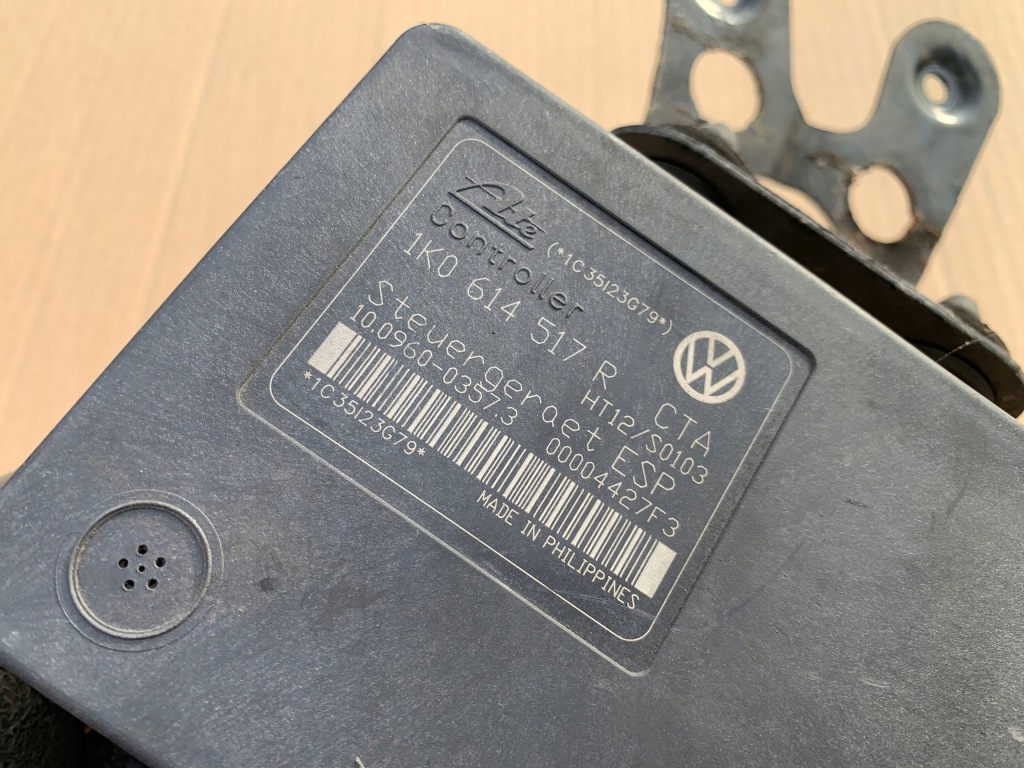 Ate
(*1C35I23G79*)
Controller
1K0 614 517 R CTA
HT12/S0103
Steuergeraet ESP
10.0960-0357.3 00004427F3
*1C35I23G79*
MADE IN PHILIPPINES